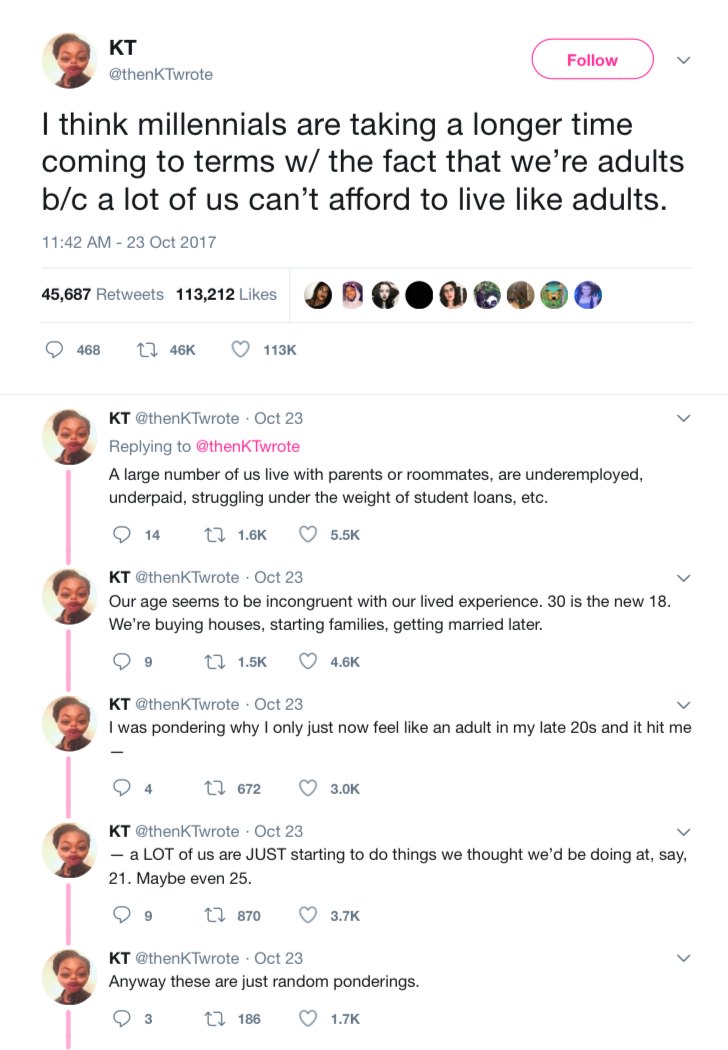 KT
@thenKTwrote
Follow
I think millennials are taking a longer time
coming to terms w/ the fact that we’re adults
b/c a lot of us can’t afford to live like adults.
11:42 AM - 23 Oct 2017
45,687 Retweets 113,212 Likes
468 46K 113K
KT @thenKTwrote · Oct 23
Replying to @thenKTwrote
A large number of us live with parents or roommates, are underemployed,
underpaid, struggling under the weight of student loans, etc.
14 1.6K 5.5K
KT @thenKTwrote · Oct 23
Our age seems to be incongruent with our lived experience. 30 is the new 18.
We’re buying houses, starting families, getting married later.
9 1.5K 4.6K
KT @thenKTwrote · Oct 23
I was pondering why I only just now feel like an adult in my late 20s and it hit me
—
4 672 3.0K
KT @thenKTwrote · Oct 23
— a LOT of us are JUST starting to do things we thought we’d be doing at, say,
21. Maybe even 25.
9 870 3.7K
KT @thenKTwrote · Oct 23
Anyway these are just random ponderings.
3 186 1.7K